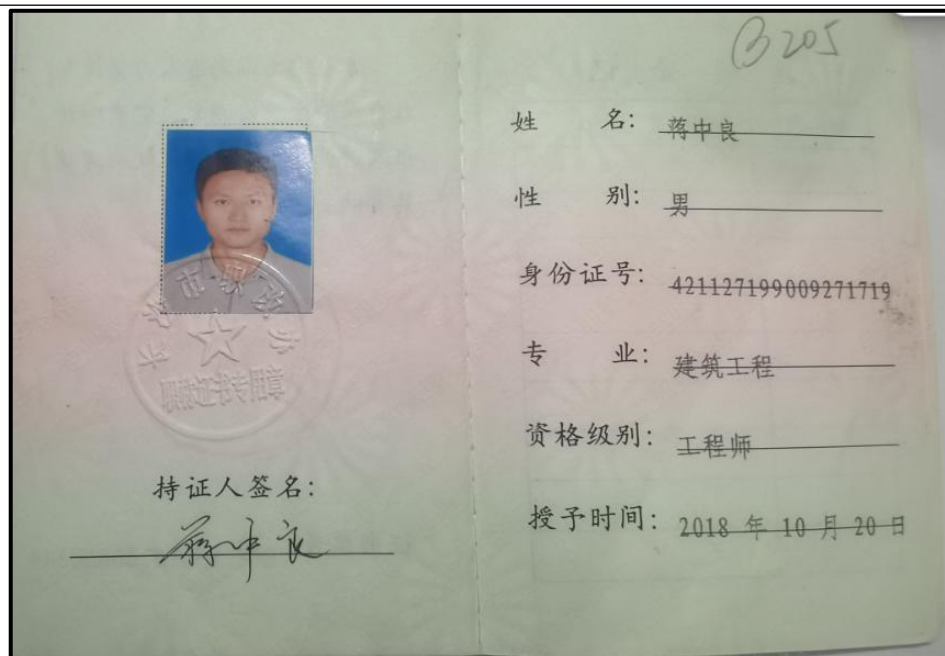 ③205
姓 名: 蒋中良
性 别: 男
身份证号: 421127199009271719
专 业: 建筑工程
资格级别: 工程师
授予时间: 2018 年 10 月 20 日
持证人签名:
蒋中良